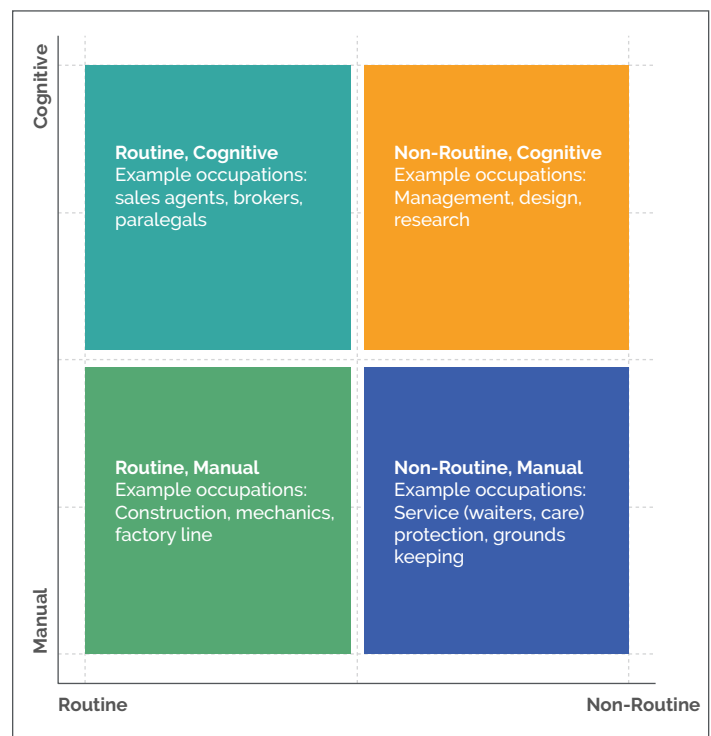 Cognitive
Routine, Cognitive
Example occupations:
sales agents, brokers,
paralegals
Non-Routine, Cognitive
Example occupations:
Management, design,
research
Routine, Manual
Example occupations:
Construction, mechanics,
factory line
Non-Routine, Manual
Example occupations:
Service (waiters, care)
protection, grounds
keeping
Manual
Routine
Non-Routine